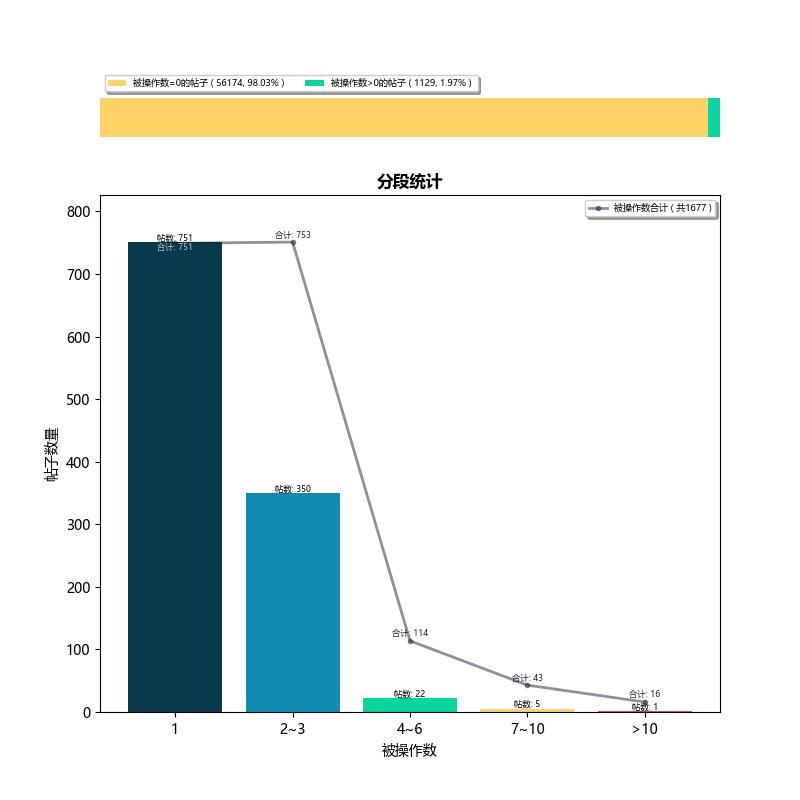 被操作数=0的帖子 ( 56174, 98.03% ) 被操作数>0的帖子 ( 1129, 1.97% )
分段统计
被操作数合计 ( 共1677 )
800
700
600
500
400
300
200
100
0
帖子数量
帖数: 751
合计: 751
合计: 753
帖数: 350
合计: 114
帖数: 22
合计: 43
帖数: 5
合计: 16
帖数: 1
1 2~3 4~6 7~10 >10
被操作数